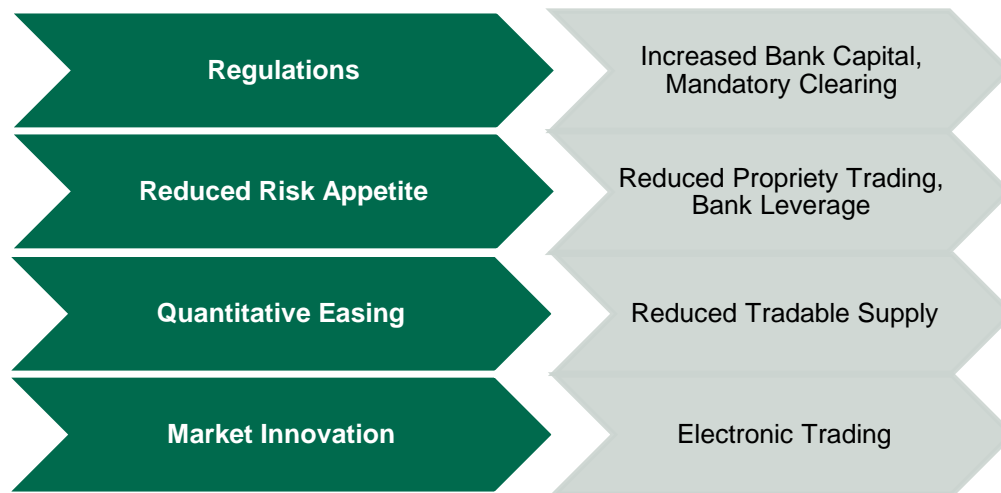 Regulations
Increased Bank Capital,
Mandatory Clearing
Reduced Risk Appetite
Reduced Propriety Trading,
Bank Leverage
Quantitative Easing
Reduced Tradable Supply
Market Innovation
Electronic Trading